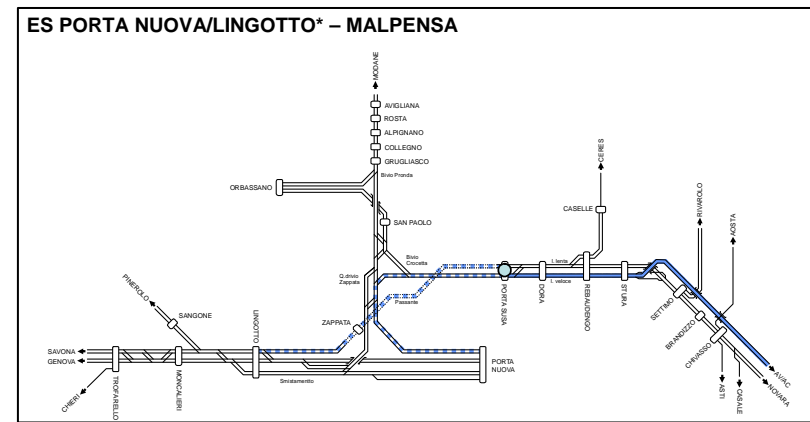 ES PORTA NUOVA/LINGOTTO* – MALPENSA
MODANE
AVIGLIANA
ROSTA
ALPIGNANO
COLLEGNO
GRUGLIASCO
Bivio Pronda
ORBASSANO
SAN PAOLO
CERES
CASELLE
RIVAROLO
AOSTA
Bivio
Crocetta
Q.drivio
Zappata
l. lenta
l. veloce
Passante
PORTA SUSA
DORA
REBAUDENGO
STURA
SETTIMO
BRANDIZZO
CHIVASSO
PINEROLO
SANGONE
LINGOTTO
ZAPPATA
SAVONA
GENOVA
CHIERI
TROFARELLO
MONCALIERI
Smistamento
PORTA
NUOVA
ASTI
CASALE
NOVARA
AV/AC